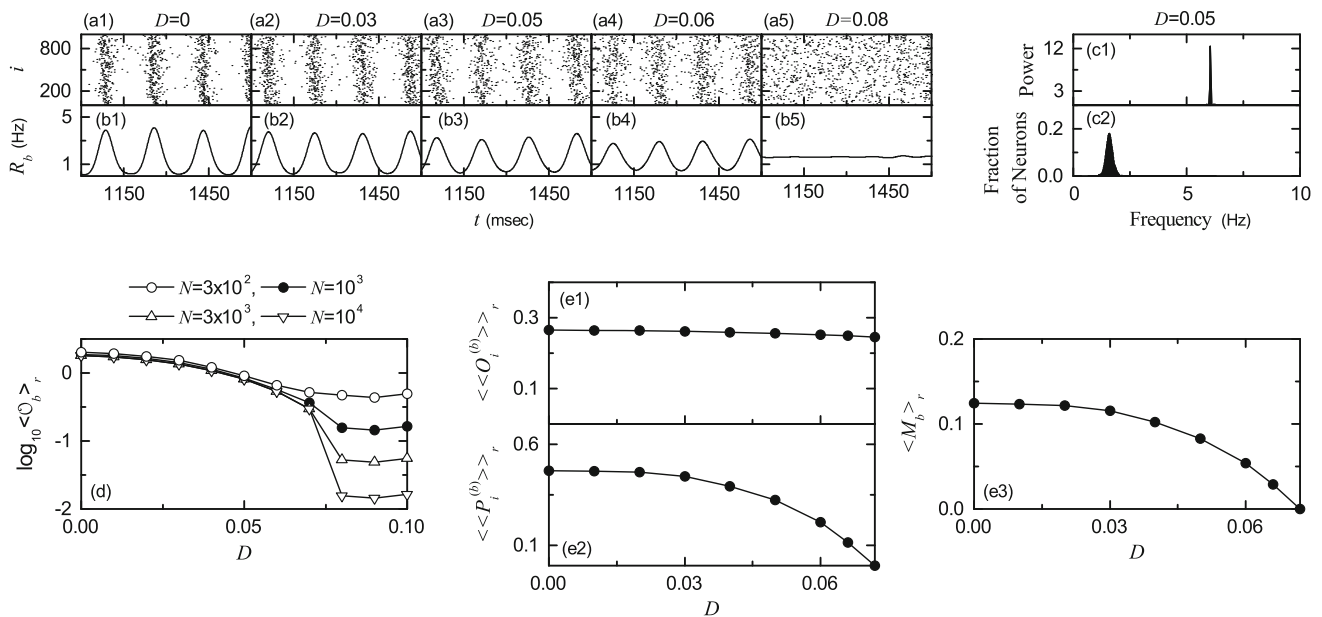 (a1) D=0 (a2) D=0.03 (a3) D=0.05 (a4) D=0.06 (a5) D=0.08
800
200
i
(b1) (b2) (b3) (b4) (b5)
5
1
R_b (Hz)
1150 1450 1150 1450 1150 1450 1150 1450 1150 1450
t (msec)
D=0.05
(c1)
12
3
Power
(c2)
0.2
0.0
Fraction
of Neurons
0 5 10
Frequency (Hz)
N=3x10^2, N=10^3
N=3x10^3, N=10^4
0
-1
-2
log_10 <O_b>_r
(d)
0.00 0.05 0.10
D
(e1)
0.3
0.1
<<O_i^(b)>>_r
0.6
0.1
<<P_i^(b)>>_r
(e2)
0.00 0.03 0.06
D
0.2
0.1
0.0
<M_b>_r
(e3)
0.00 0.03 0.06
D